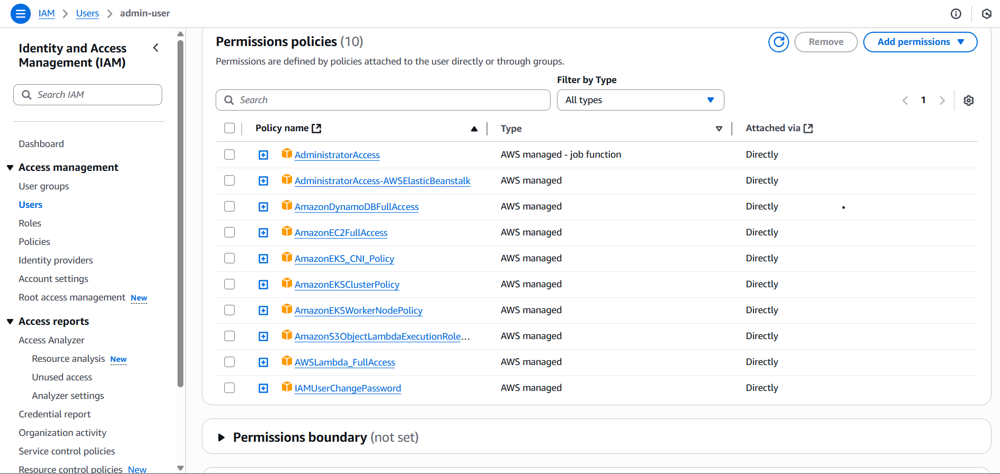 IAM > Users > admin-user
Identity and Access
Management (IAM)
Search IAM
Dashboard
Access management
User groups
Users
Roles
Policies
Identity providers
Account settings
Root access management New
Access reports
Access Analyzer
Resource analysis New
Unused access
Analyzer settings
Credential report
Organization activity
Service control policies
Resource control policies New
Permissions policies (10)
Remove
Add permissions
Permissions are defined by policies attached to the user directly or through groups.
Filter by Type
Search
All types
1
Policy name Type Attached via
AdministratorAccess AWS managed - job function Directly
AdministratorAccess-AWSElasticBeanstalk AWS managed Directly
AmazonDynamoDBFullAccess AWS managed Directly
AmazonEC2FullAccess AWS managed Directly
AmazonEKS_CNI_Policy AWS managed Directly
AmazonEKSClusterPolicy AWS managed Directly
AmazonEKSWorkerNodePolicy AWS managed Directly
AmazonS3ObjectLambdaExecutionRole... AWS managed Directly
AWSLambda_FullAccess AWS managed Directly
IAMUserChangePassword AWS managed Directly
Permissions boundary (not set)